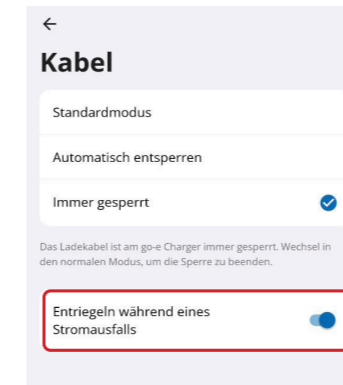 Kabel
Standardmodus
Automatisch entsperren
Immer gesperrt
Das Ladekabel ist am go-e Charger immer gesperrt. Wechsel in
den normalen Modus, um die Sperre zu beenden.
Entriegeln während eines
Stromausfalls